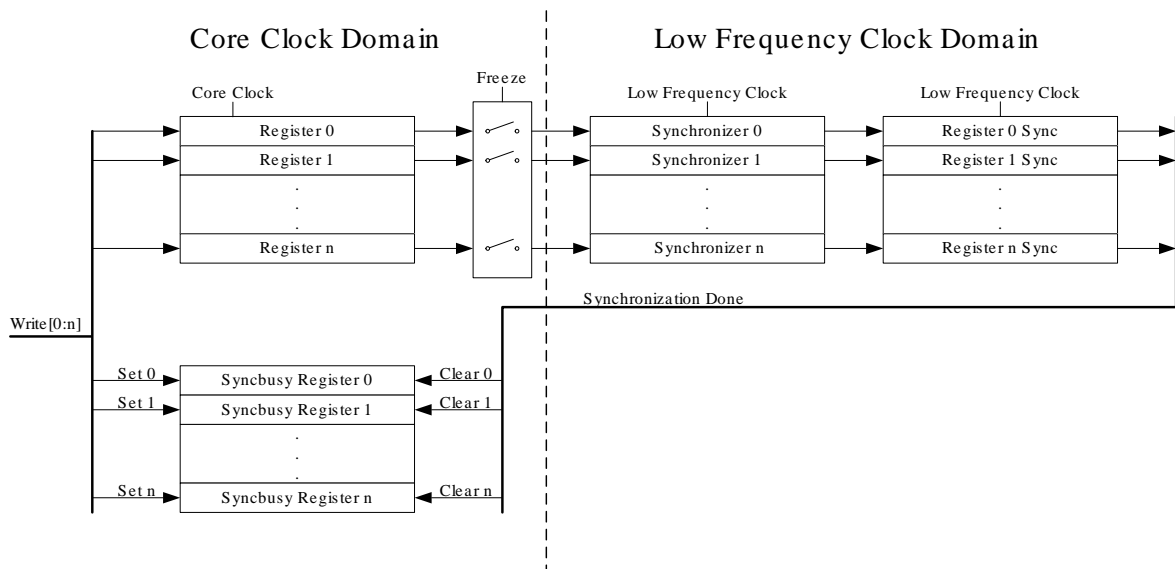 Core Clock Domain
Low Frequency Clock Domain
Freeze
Core Clock
Low Frequency Clock
Low Frequency Clock
Register 0
Synchronizer 0
Register 0 Sync
Register 1
Synchronizer 1
Register 1 Sync
.
.
.
.
.
.
.
.
.
Register n
Synchronizer n
Register n Sync
Synchronization Done
Write[0:n]
Set 0
Syncbusy Register 0
Clear 0
Set 1
Syncbusy Register 1
Clear 1
.
.
.
Set n
Syncbusy Register n
Clear n